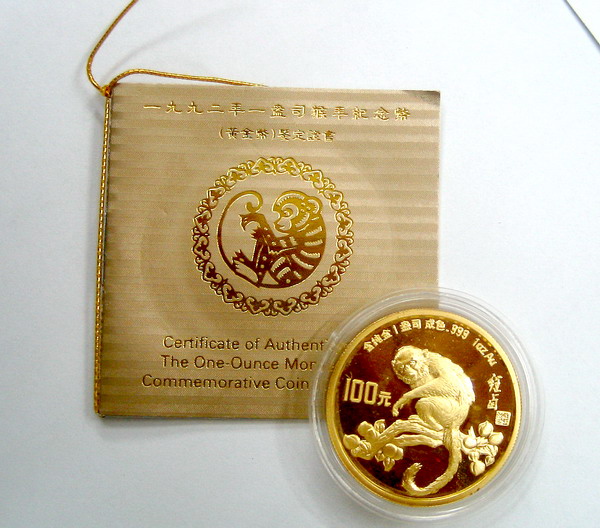 一九九二年一盎司猴年紀念幣
(黃金幣)鑒定證書
Certificate of Authenti
The One-Ounce Mon
Commemorative Coin
含純金1盎司 成色.999 1oz.Au
100元